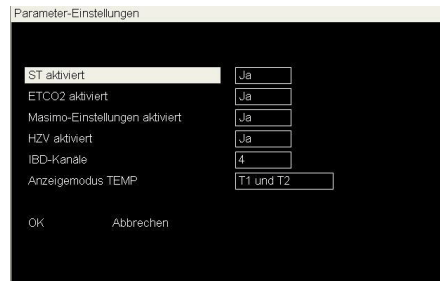 Parameter-Einstellungen
ST aktiviert Ja
ETCO2 aktiviert Ja
Masimo-Einstellungen aktiviert Ja
HZV aktiviert Ja
IBD-Kanäle 4
Anzeigemodus TEMP T1 und T2
OK Abbrechen